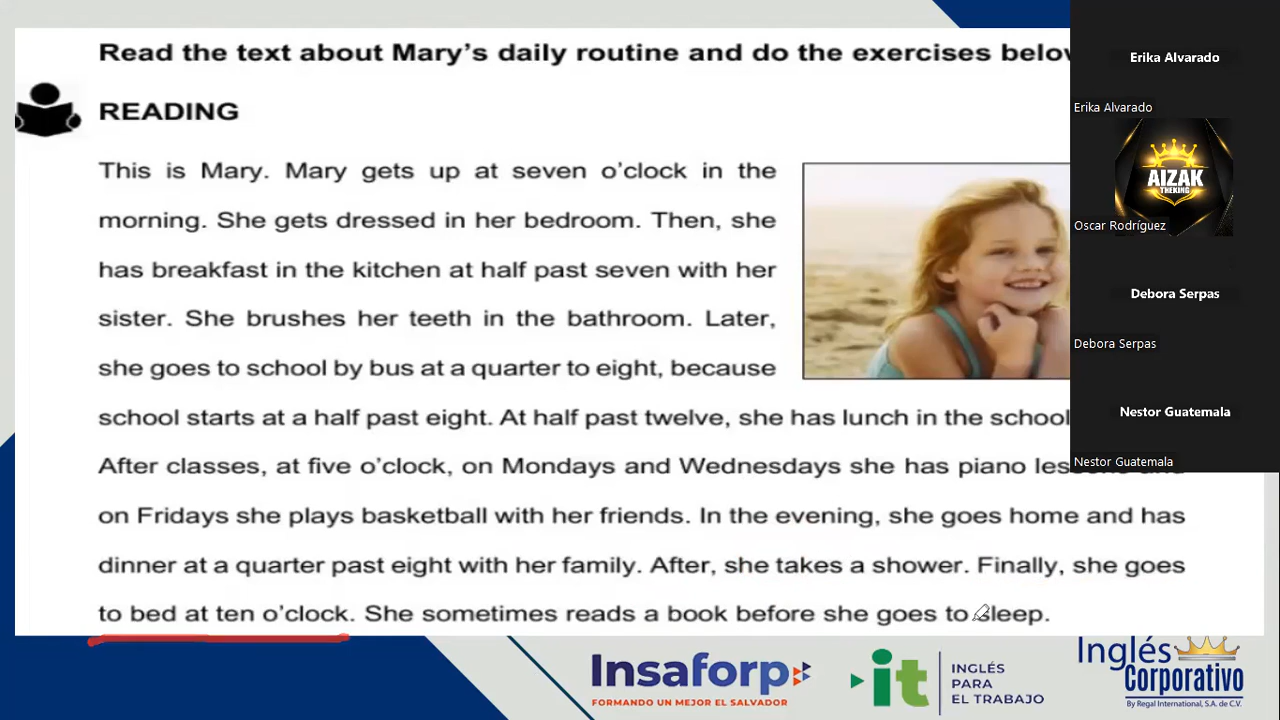 Read the text about Mary's daily routine and do the exercises below
READING
This is Mary. Mary gets up at seven o'clock in the
morning. She gets dressed in her bedroom. Then, she
has breakfast in the kitchen at half past seven with her
sister. She brushes her teeth in the bathroom. Later,
she goes to school by bus at a quarter to eight, because
school starts at a half past eight. At half past twelve, she has lunch in the school
After classes, at five o'clock, on Mondays and Wednesdays she has piano
on Fridays she plays basketball with her friends. In the evening, she goes home and has
dinner at a quarter past eight with her family. After, she takes a shower. Finally, she goes
to bed at ten o'clock. She sometimes reads a book before she goes to sleep.
Erika Alvarado
Erika Alvarado
AIZAK
THEKING
Oscar Rodríguez
Debora Serpas
Debora Serpas
Nestor Guatemala
Nestor Guatemala
Insaforp
FORMANDO UN MEJOR EL SALVADOR
it
INGLÉS
PARA
EL TRABAJO
Inglés
Corporativo
By Regal International, S.A. de C.V.